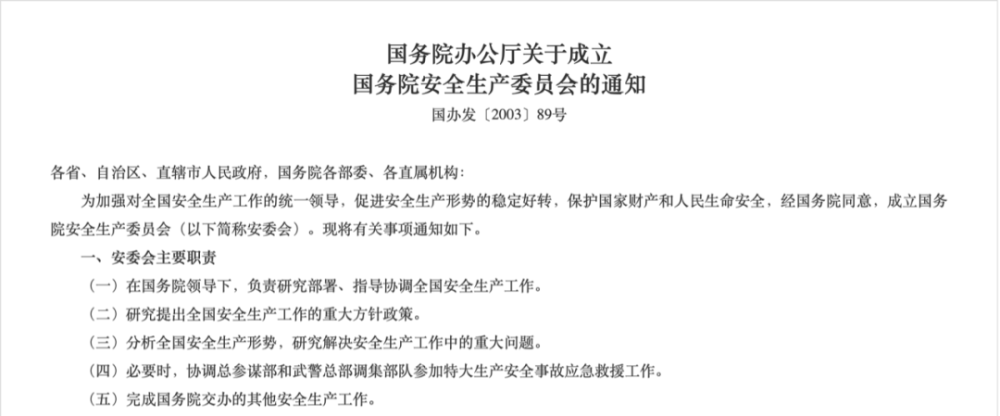 国务院办公厅关于成立
国务院安全生产委员会的通知
国办发〔2003〕89号
各省、自治区、直辖市人民政府，国务院各部委、各直属机构：
为加强对全国安全生产工作的统一领导，促进安全生产形势的稳定好转，保护国家财产和人民生命安全，经国务院同意，成立国务
院安全生产委员会（以下简称安委会）。现将有关事项通知如下。
一、安委会主要职责
（一）在国务院领导下，负责研究部署、指导协调全国安全生产工作。
（二）研究提出全国安全生产工作的重大方针政策。
（三）分析全国安全生产形势，研究解决安全生产工作中的重大问题。
（四）必要时，协调总参谋部和武警总部调集部队参加特大生产安全事故应急救援工作。
（五）完成国务院交办的其他安全生产工作。